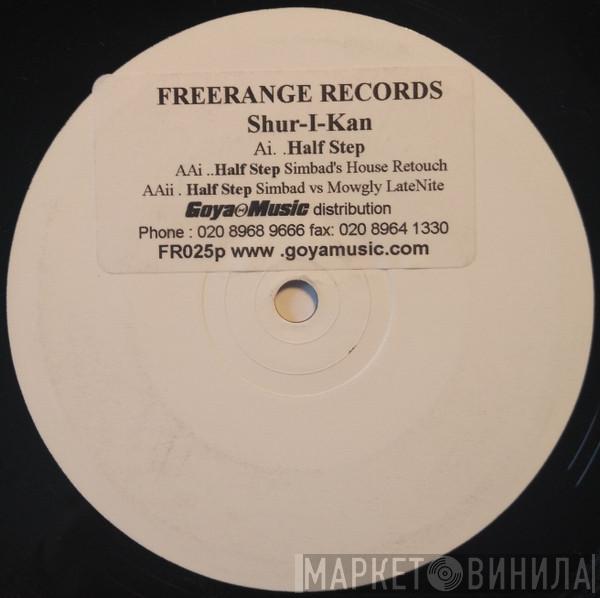 FREERANGE RECORDS
Shur-I-Kan
Ai. .Half Step
AAi ..Half Step Simbad's House Retouch
AAii . Half Step Simbad vs Mowgly LateNite
Goya Music distribution
Phone : 020 8968 9666 fax: 020 8964 1330
FR025p www .goyamusic.com
МАРКЕТ ВИНИЛА